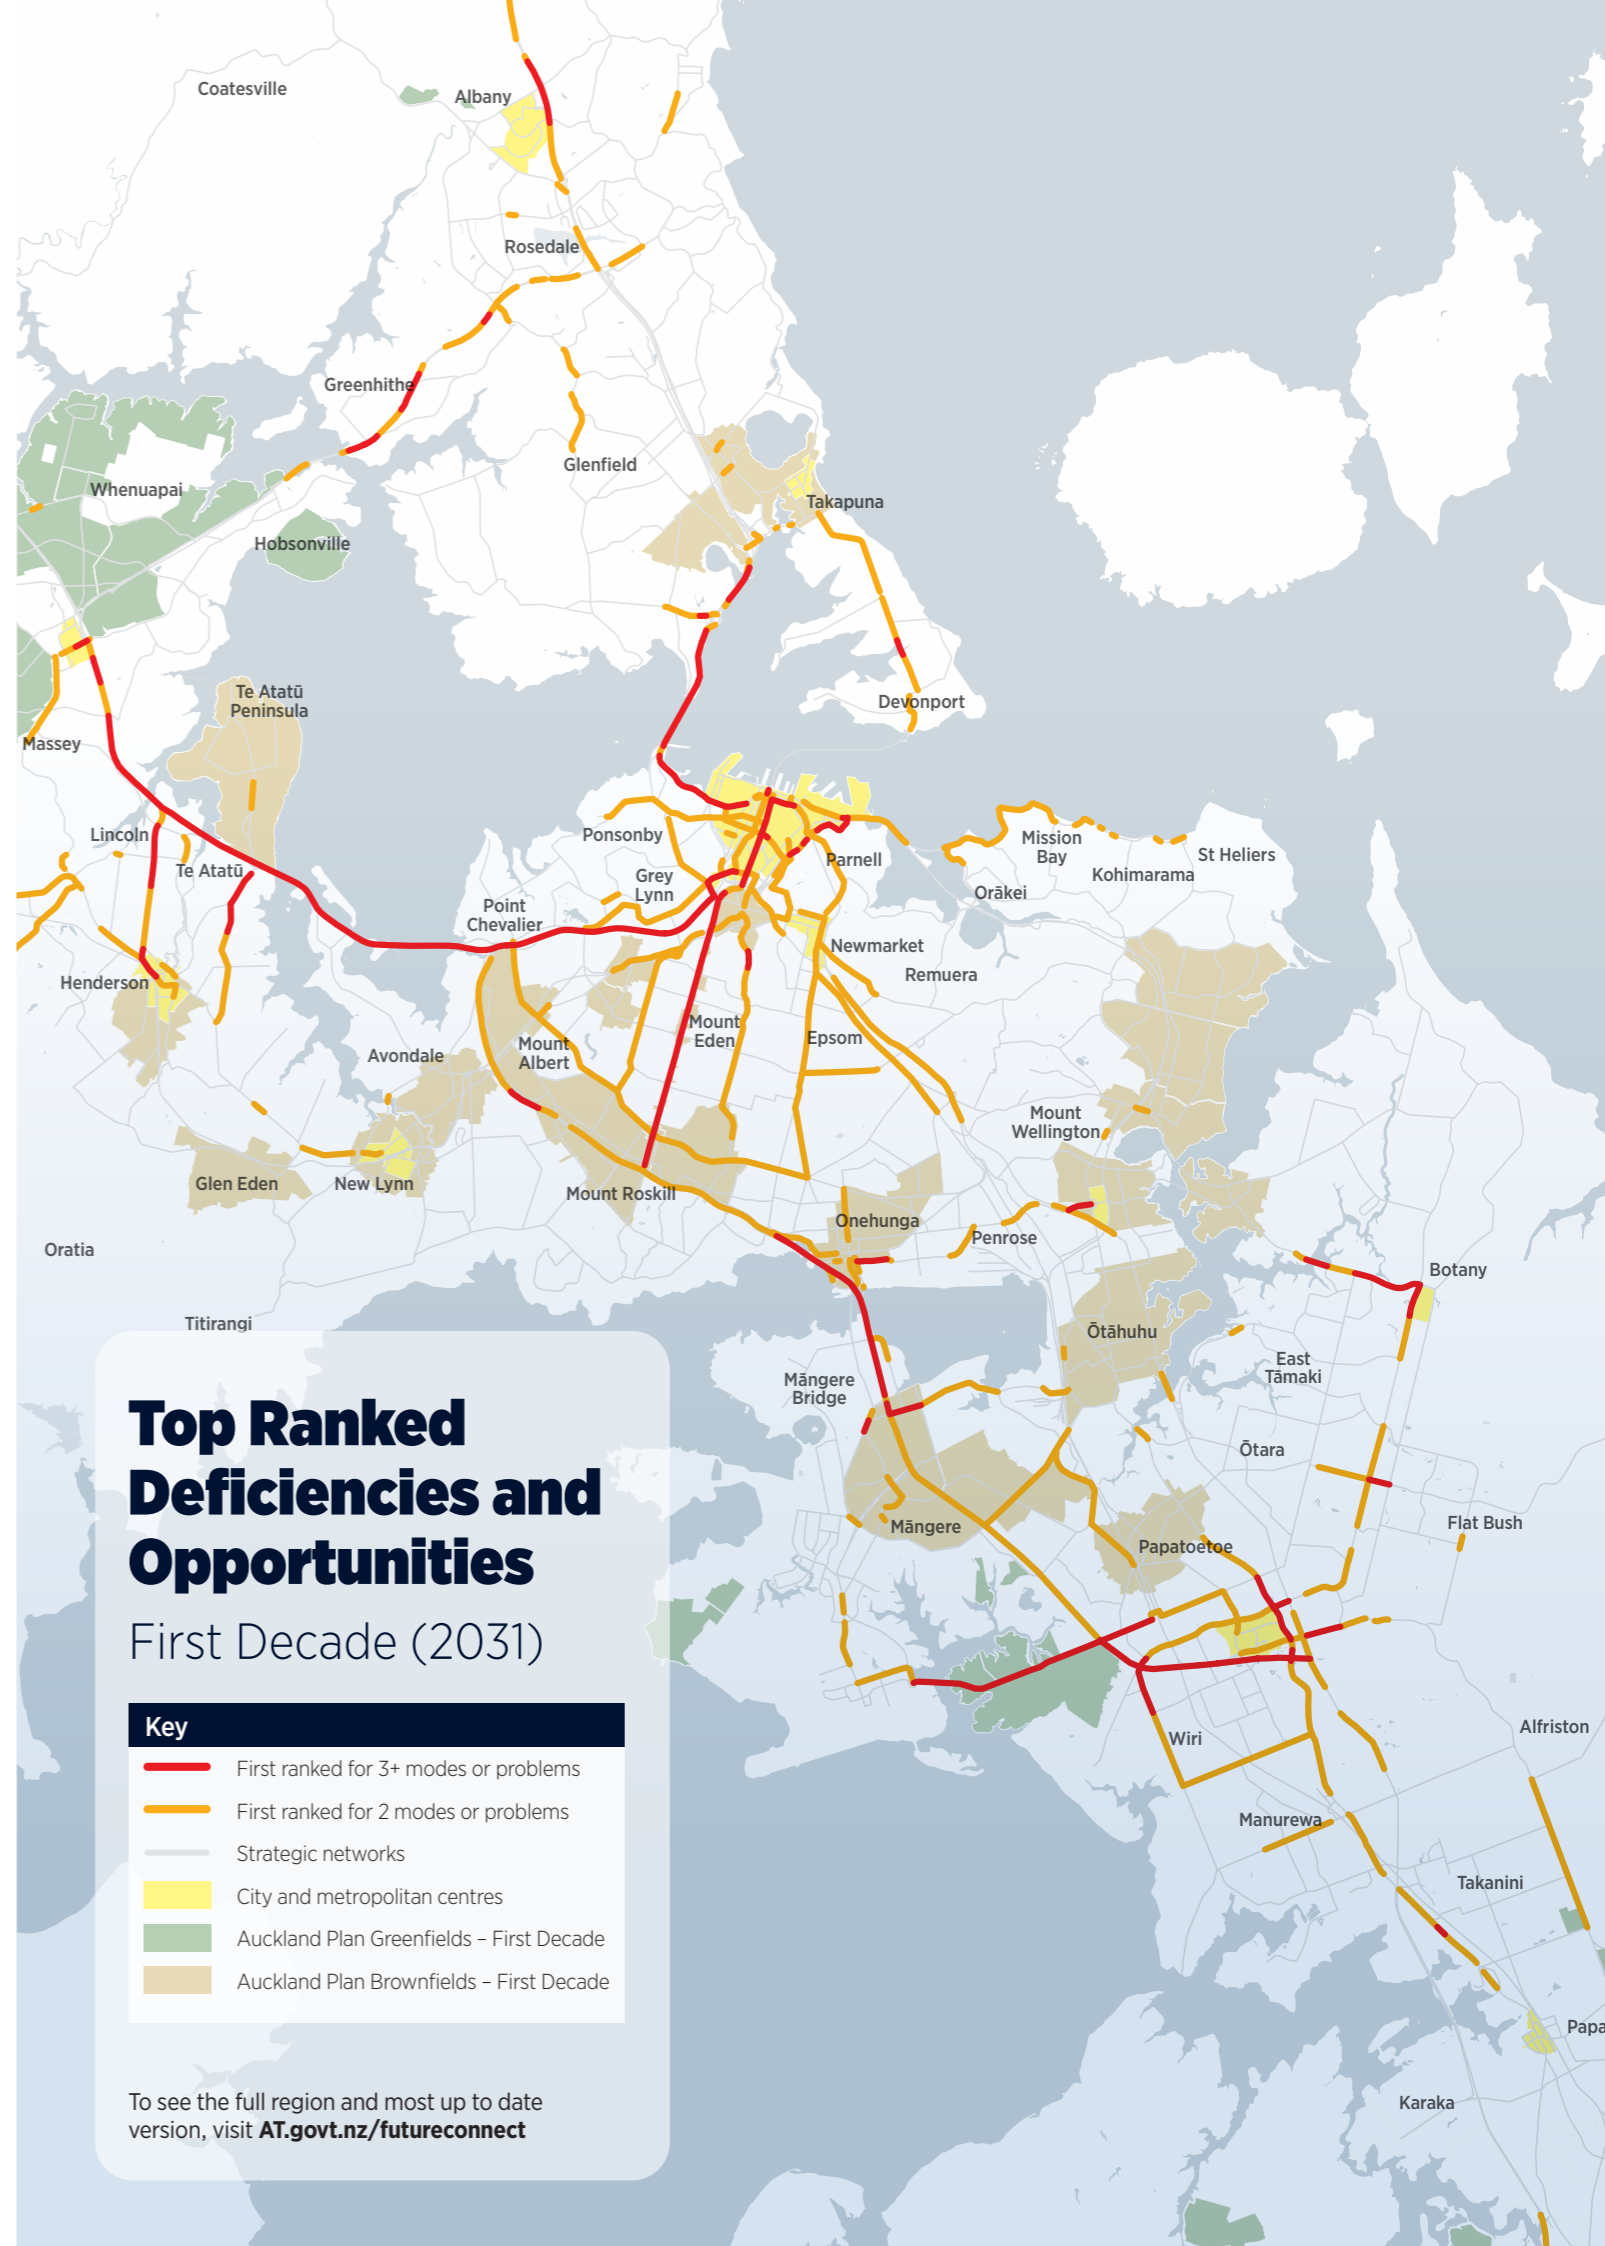 Coatesville
Albany
Rosedale
Greenhithe
Glenfield
Whenuapai
Takapuna
Hobsonville
Te Atatū
Peninsula
Devonport
Massey
Lincoln
Ponsonby
Mission
Bay
St Heliers
Te Atatū
Parnell
Kohimarama
Grey
Lynn
Orākei
Point
Chevalier
Newmarket
Remuera
Henderson
Mount
Eden
Epsom
Avondale
Mount
Albert
Mount
Wellington
Glen Eden
New Lynn
Mount Roskill
Onehunga
Penrose
Oratia
Botany
Titirangi
Ōtāhuhu
East
Tāmaki
Māngere
Bridge
Ōtara
Māngere
Flat Bush
Papatoetoe
Wiri
Alfriston
Manurewa
Takanini
Papa
Karaka
Top Ranked
Deficiencies and
Opportunities
First Decade (2031)
Key
First ranked for 3+ modes or problems
First ranked for 2 modes or problems
Strategic networks
City and metropolitan centres
Auckland Plan Greenfields – First Decade
Auckland Plan Brownfields – First Decade
To see the full region and most up to date
version, visit AT.govt.nz/futureconnect